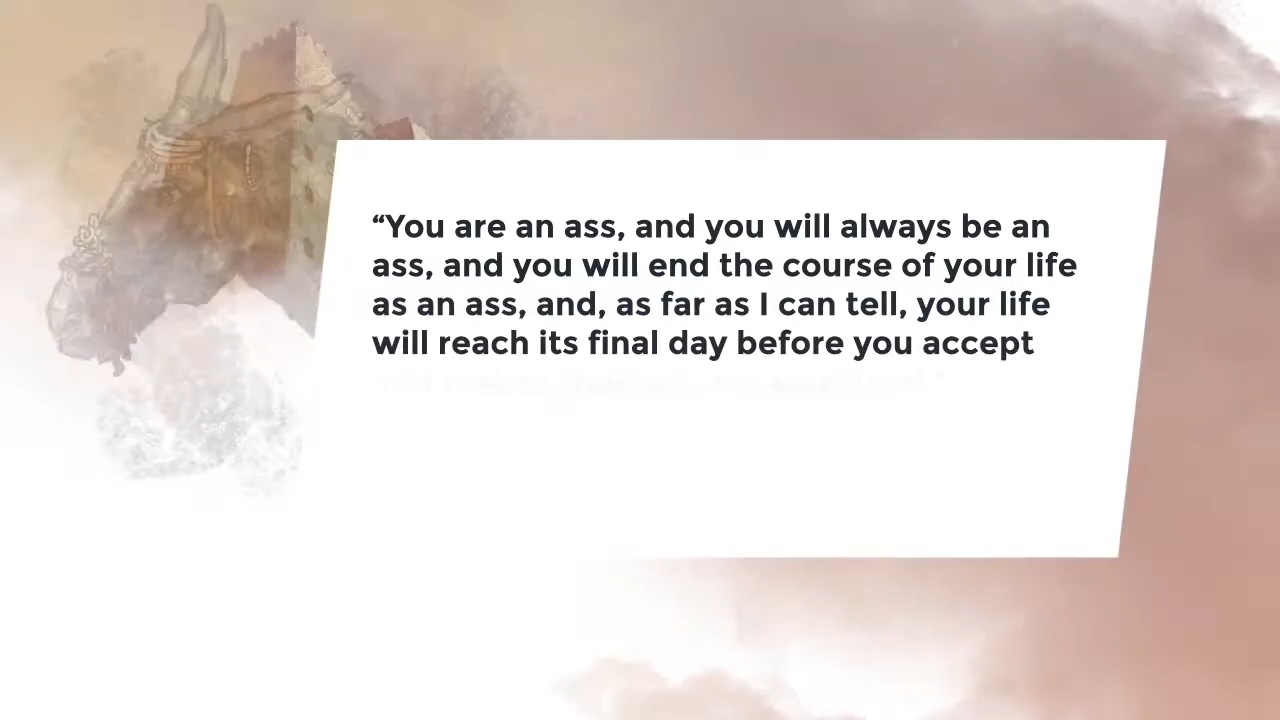 “You are an ass, and you will always be an
ass, and you will end the course of your life
as an ass, and, as far as I can tell, your life
will reach its final day before you accept